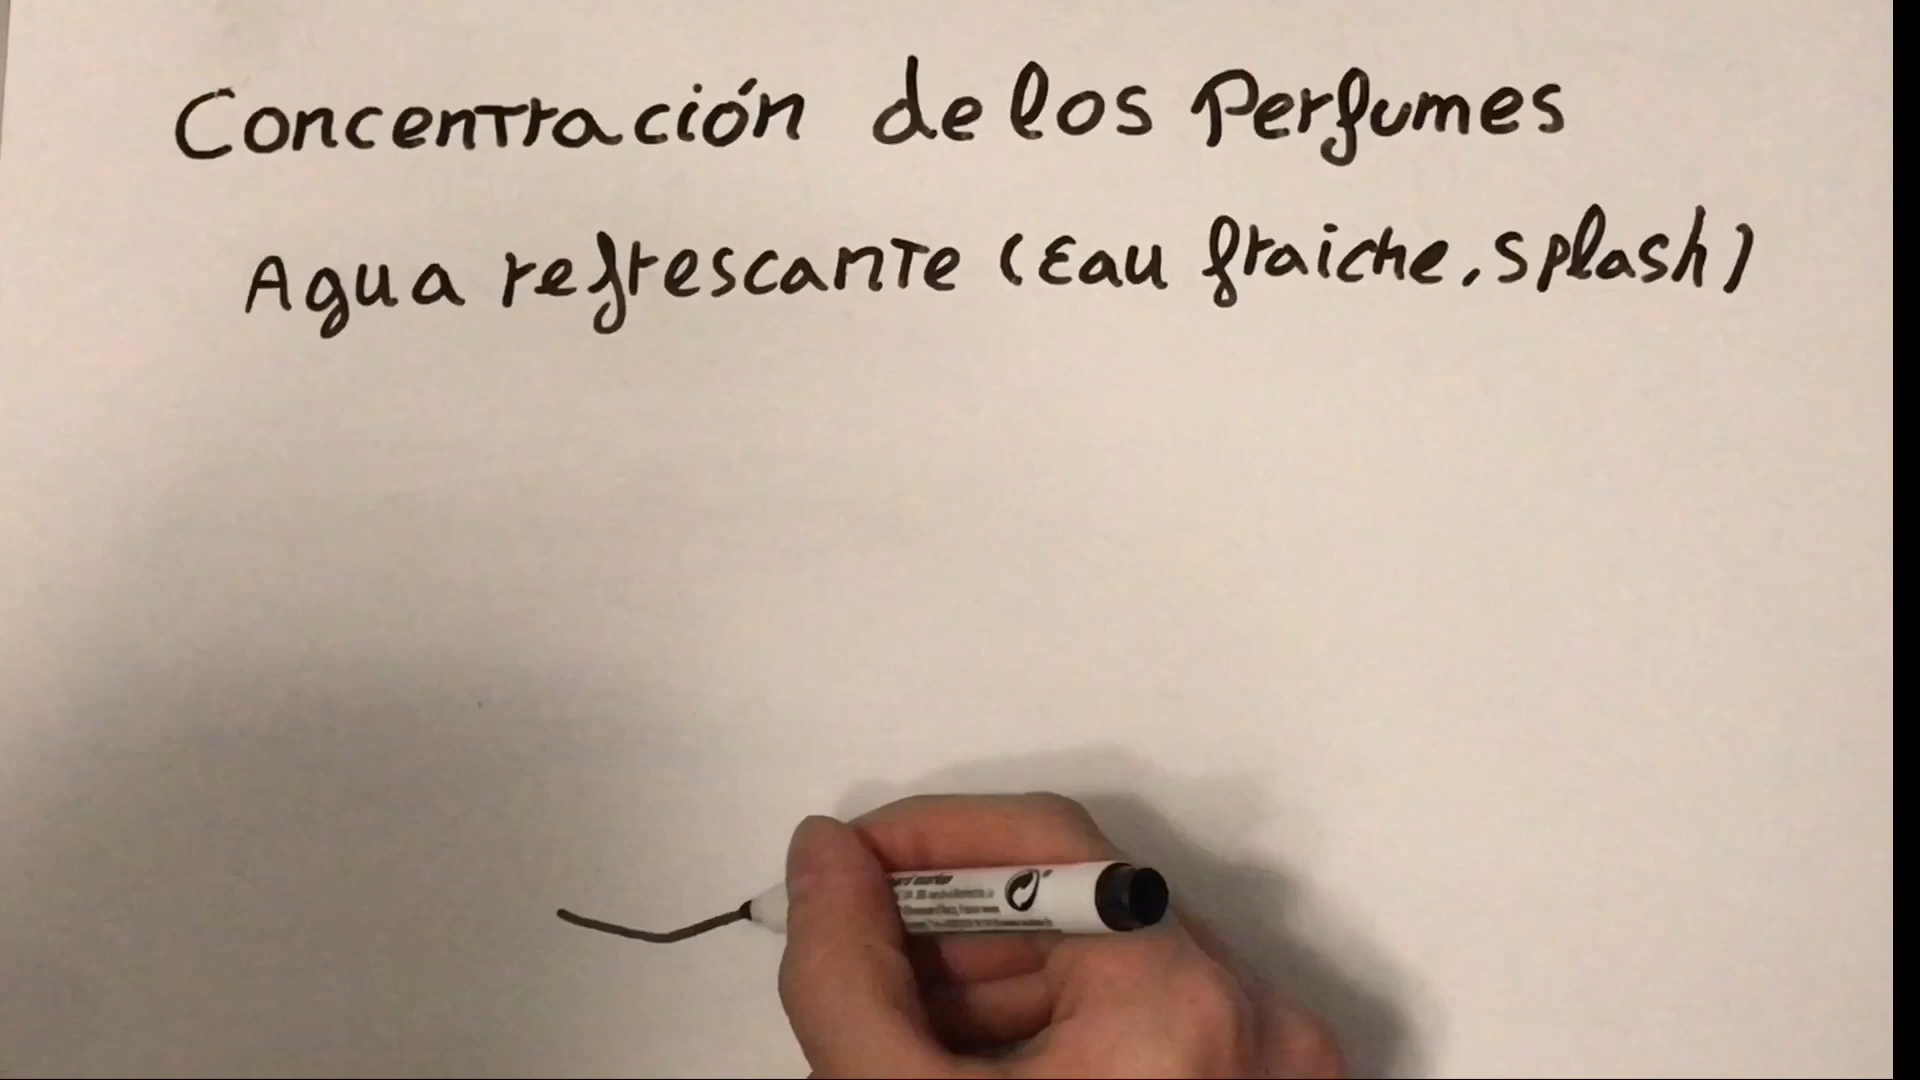 Concentración de los Perfumes
Agua refrescante (Eau fraiche, splash)